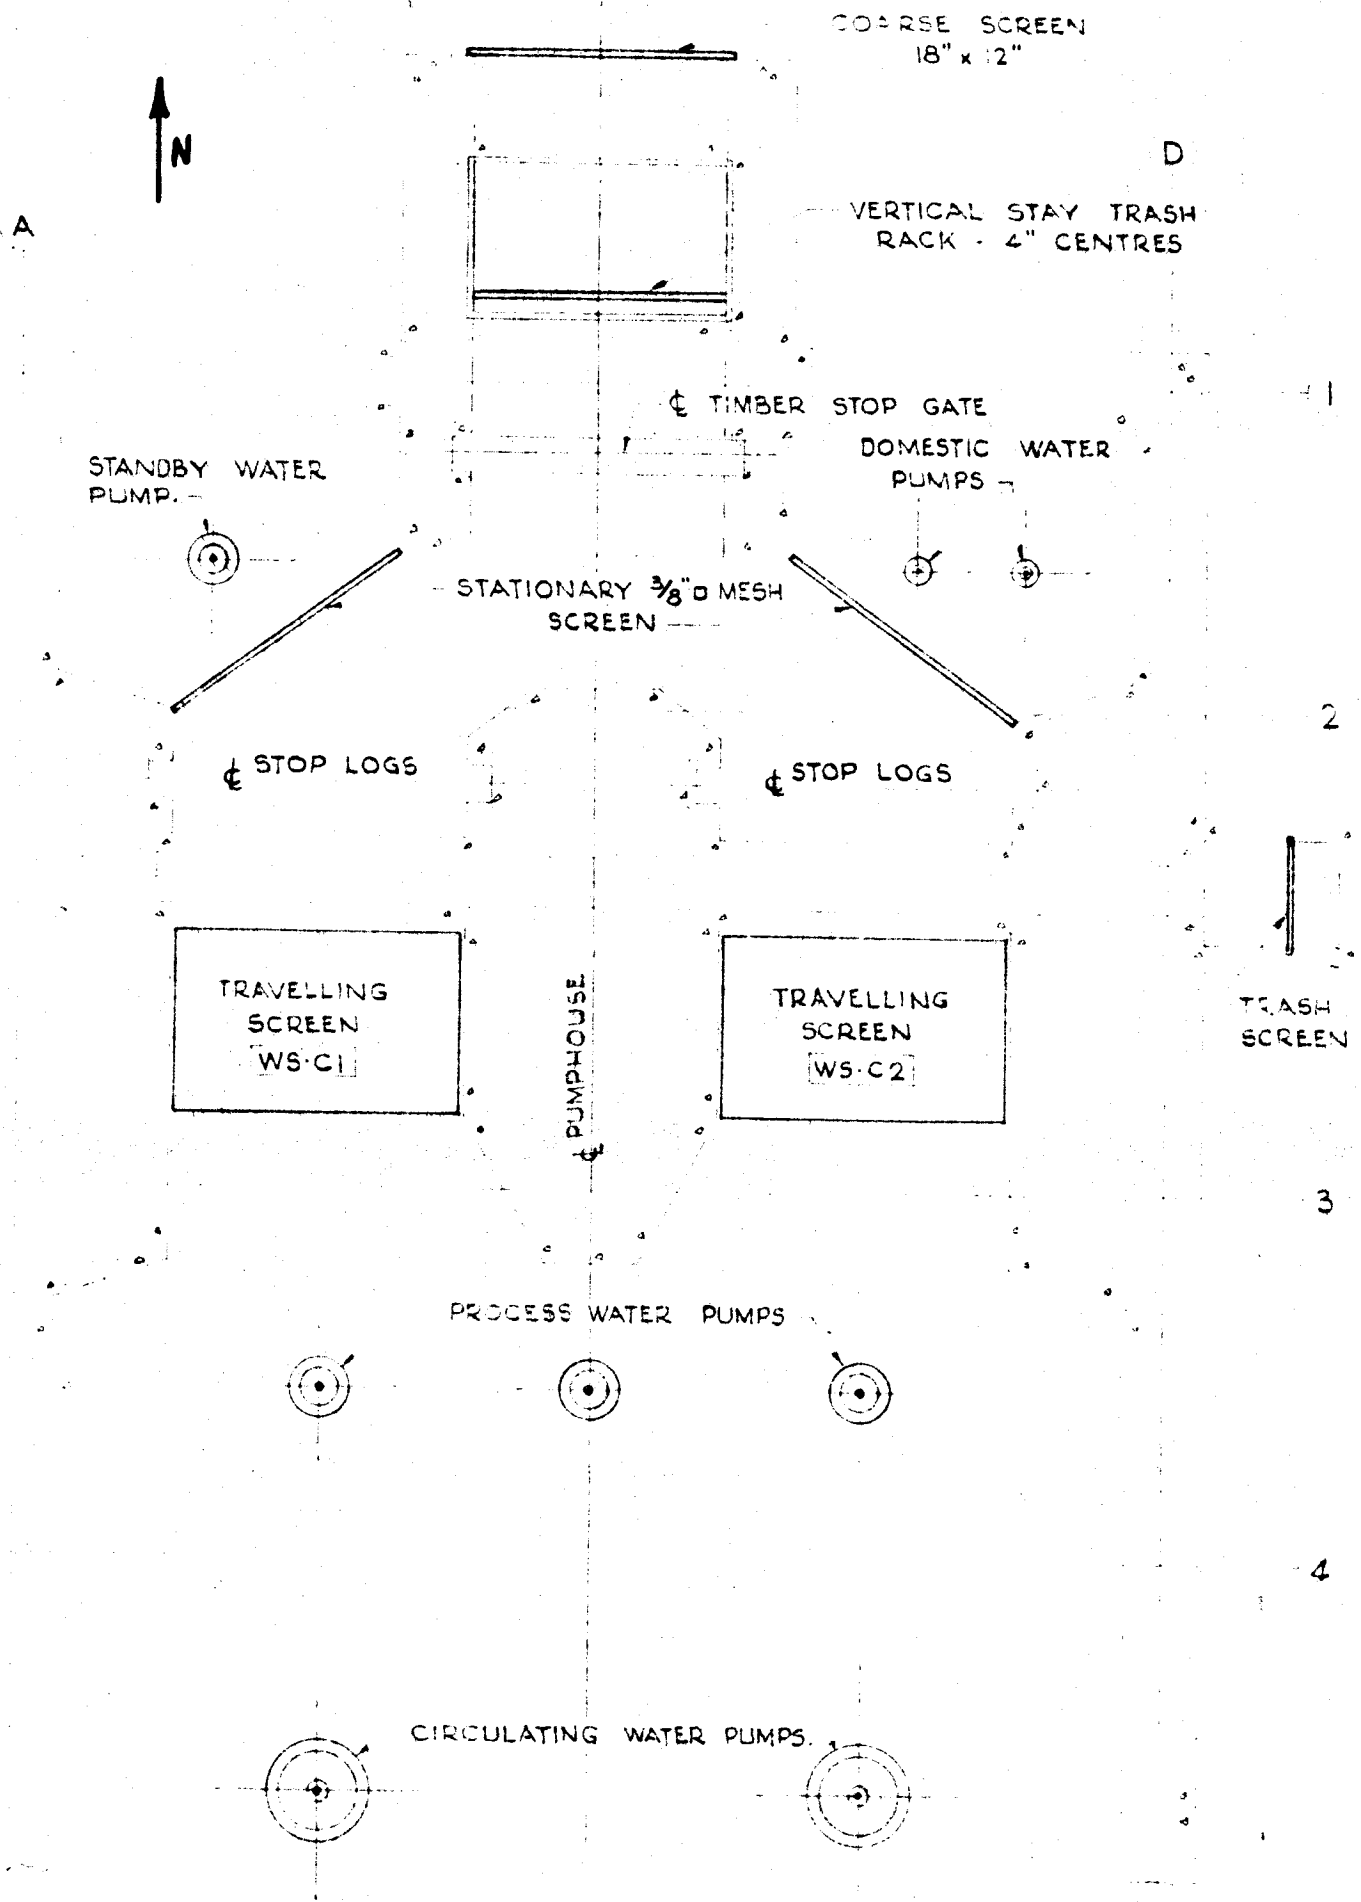 COARSE SCREEN
18" x 12"
N
D
A
VERTICAL STAY TRASH
RACK - 4" CENTRES
1
℄ TIMBER STOP GATE
DOMESTIC WATER
PUMPS
STANDBY WATER
PUMP.
STATIONARY 3/8"□ MESH
SCREEN
2
℄ STOP LOGS
℄ STOP LOGS
TRAVELLING
SCREEN
WS·C1
℄ PUMPHOUSE
TRAVELLING
SCREEN
WS·C2
TRASH
SCREEN
3
PROCESS WATER PUMPS
4
CIRCULATING WATER PUMPS.